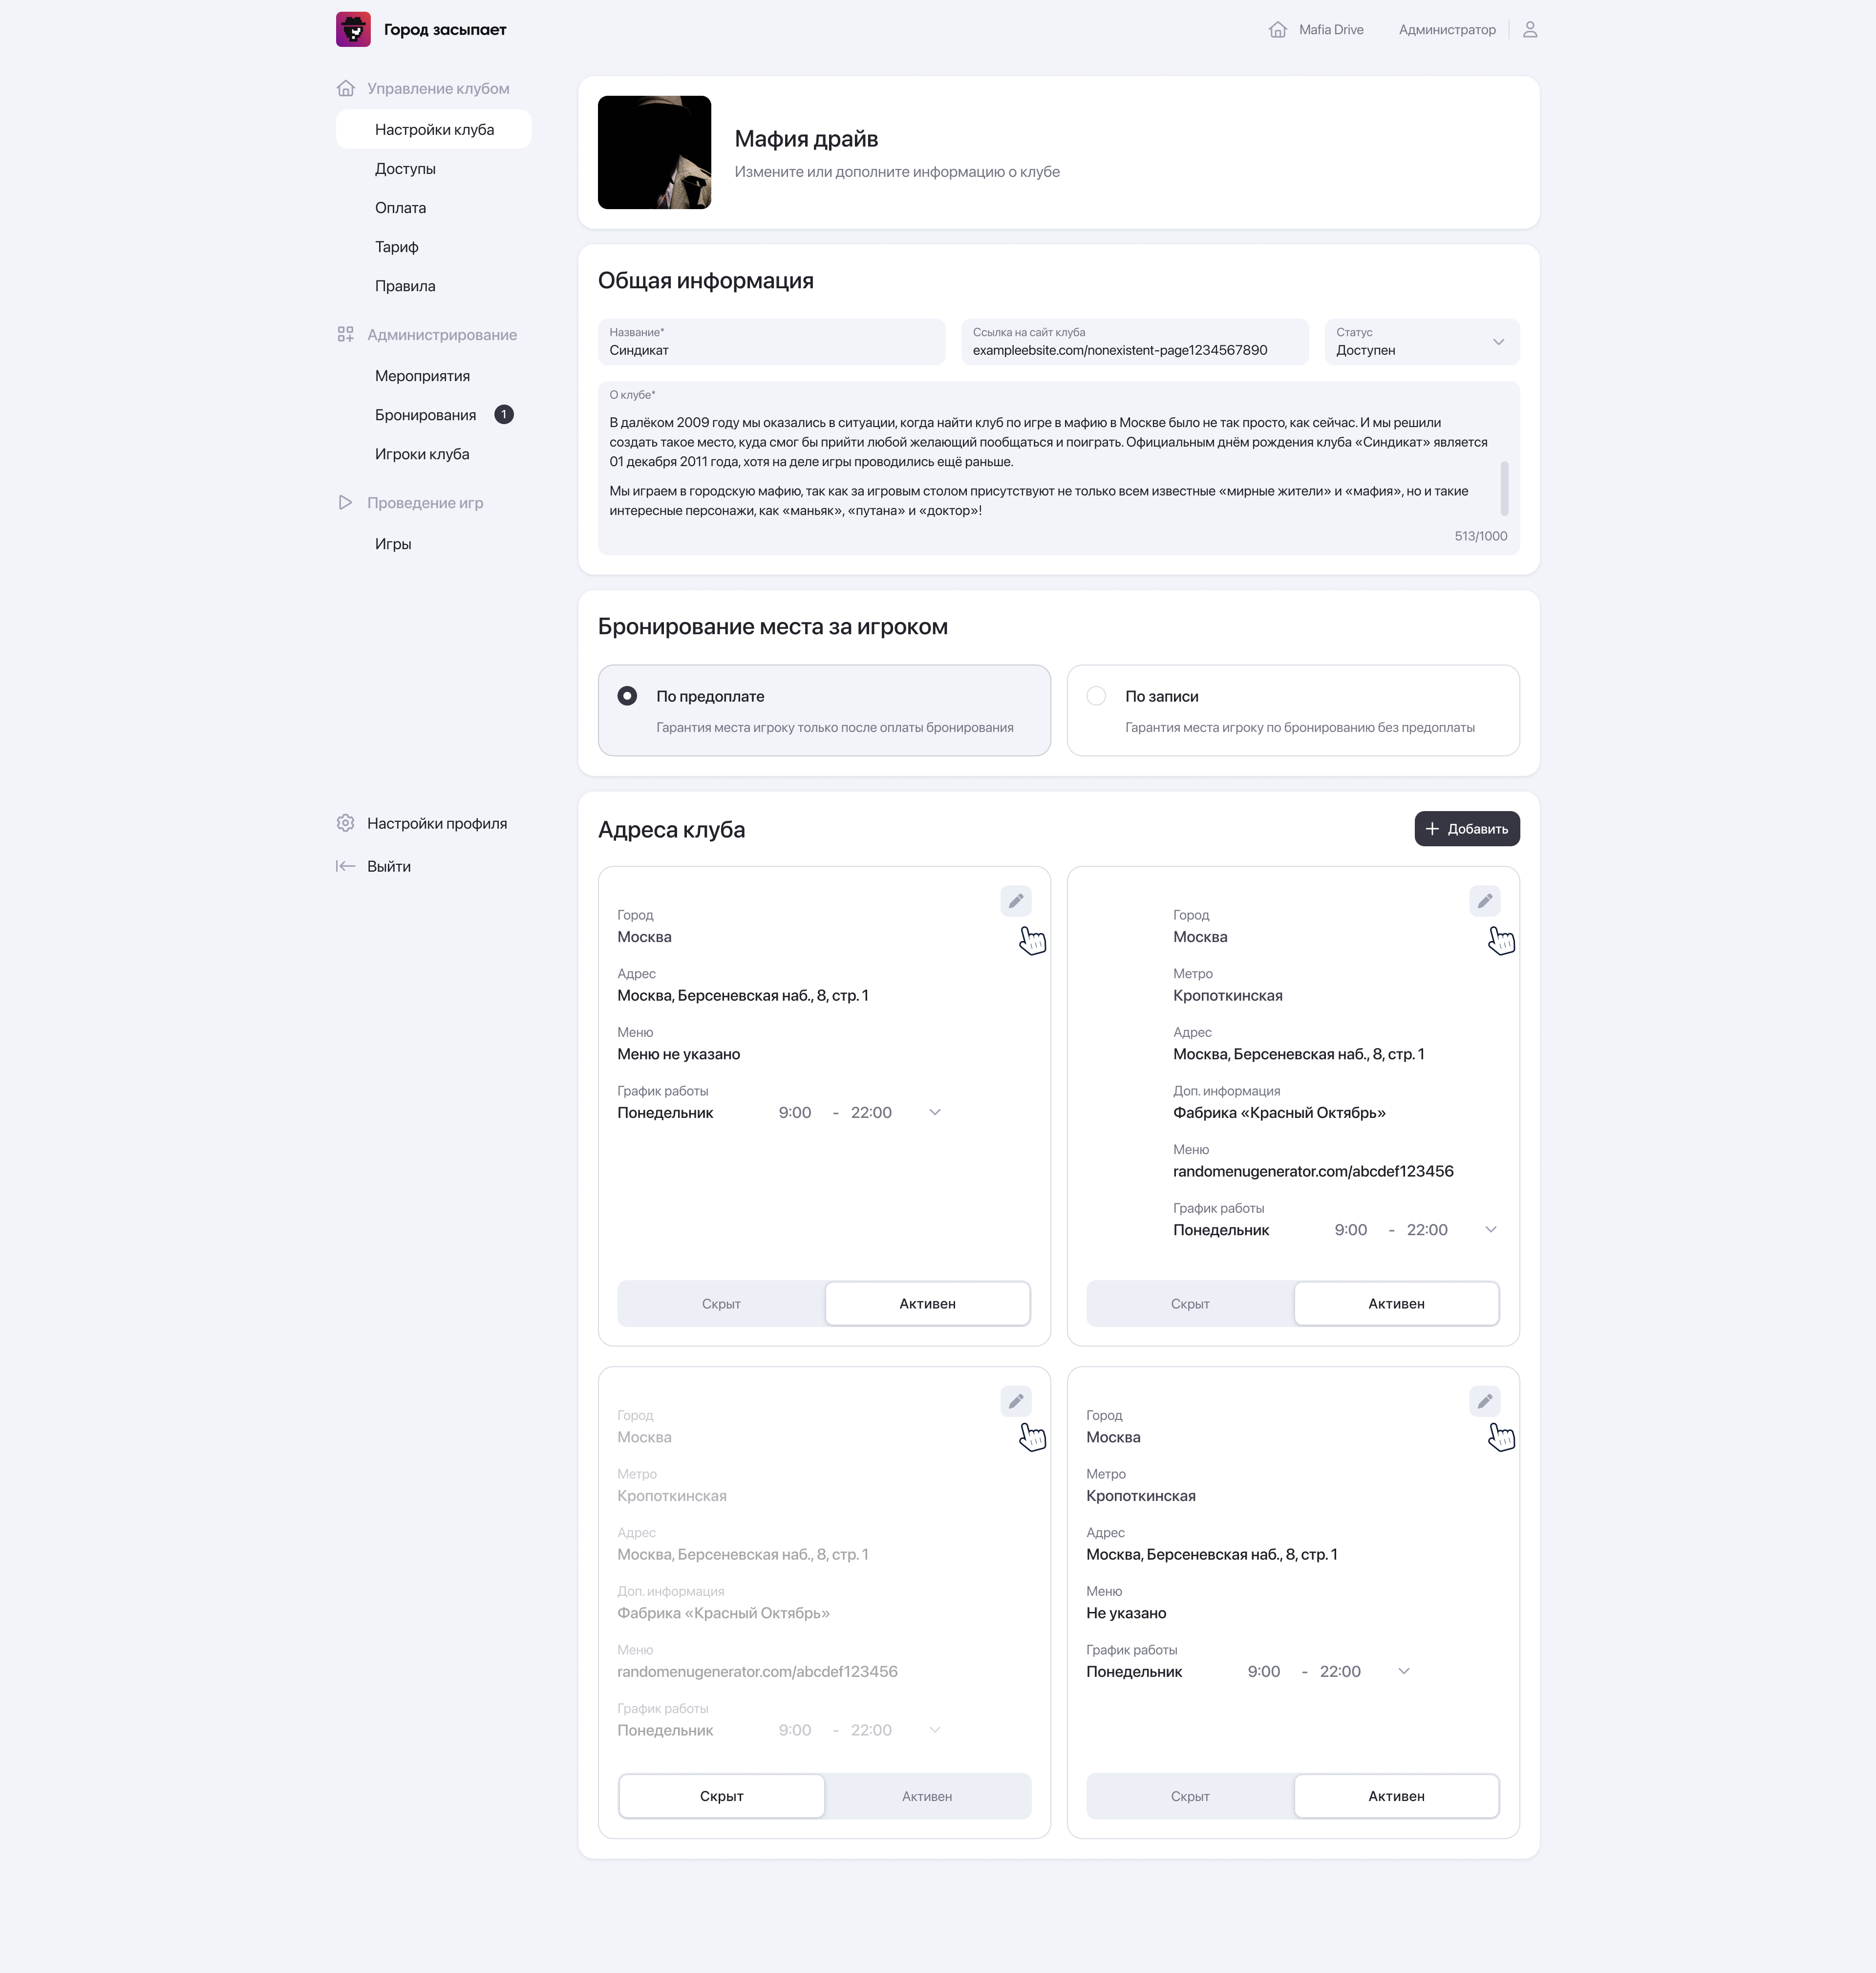 Город засыпает
Mafia Drive
Администратор
Управление клубом
Настройки клуба
Доступы
Оплата
Тариф
Правила
Администрирование
Мероприятия
Бронирования 1
Игроки клуба
Проведение игр
Игры
Настройки профиля
Выйти
Мафия драйв
Измените или дополните информацию о клубе
Общая информация
Название*
Синдикат
Ссылка на сайт клуба
exampleebsite.com/nonexistent-page1234567890
Статус
Доступен
О клубе*
В далёком 2009 году мы оказались в ситуации, когда найти клуб по игре в мафию в Москве было не так просто, как сейчас. И мы решили
создать такое место, куда смог бы прийти любой желающий пообщаться и поиграть. Официальным днём рождения клуба «Синдикат» является
01 декабря 2011 года, хотя на деле игры проводились ещё раньше.
Мы играем в городскую мафию, так как за игровым столом присутствуют не только всем известные «мирные жители» и «мафия», но и такие
интересные персонажи, как «маньяк», «путана» и «доктор»!
513/1000
Бронирование места за игроком
По предоплате
Гарантия места игроку только после оплаты бронирования
По записи
Гарантия места игроку по бронированию без предоплаты
Адреса клуба
Добавить
Город
Москва
Адрес
Москва, Берсеневская наб., 8, стр. 1
Меню
Меню не указано
График работы
Понедельник 9:00 - 22:00
Скрыт Активен
Город
Москва
Метро
Кропоткинская
Адрес
Москва, Берсеневская наб., 8, стр. 1
Доп. информация
Фабрика «Красный Октябрь»
Меню
randomenugenerator.com/abcdef123456
График работы
Понедельник 9:00 - 22:00
Скрыт Активен
Город
Москва
Метро
Кропоткинская
Адрес
Москва, Берсеневская наб., 8, стр. 1
Доп. информация
Фабрика «Красный Октябрь»
Меню
randomenugenerator.com/abcdef123456
График работы
Понедельник 9:00 - 22:00
Скрыт Активен
Город
Москва
Метро
Кропоткинская
Адрес
Москва, Берсеневская наб., 8, стр. 1
Меню
Не указано
График работы
Понедельник 9:00 - 22:00
Скрыт Активен